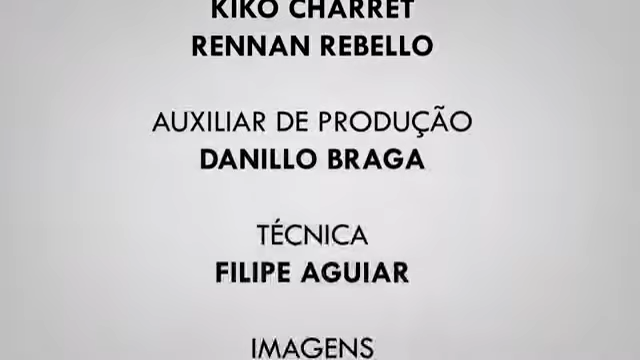 KIKO CHARRET
RENNAN REBELLO
AUXILIAR DE PRODUÇÃO
DANILLO BRAGA
TÉCNICA
FILIPE AGUIAR
IMAGENS